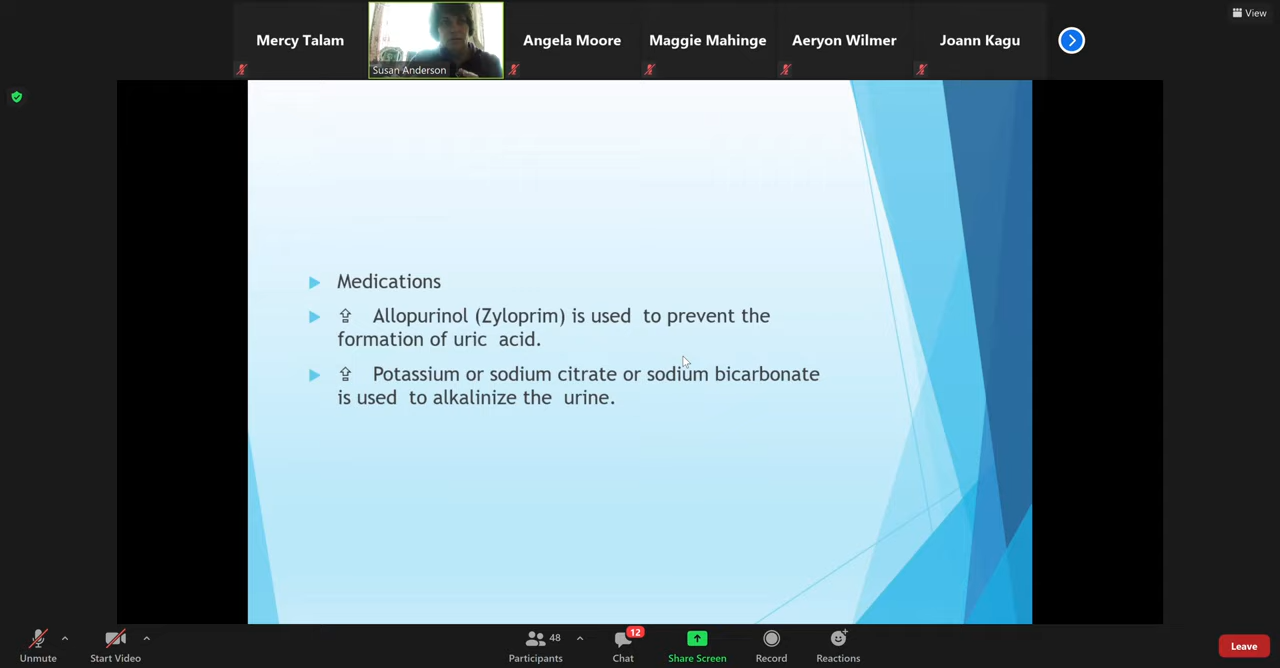 View
Mercy Talam
Susan Anderson
Angela Moore
Maggie Mahinge
Aeryon Wilmer
Joann Kagu
Medications
⇪ Allopurinol (Zyloprim) is used to prevent the
formation of uric acid.
⇪ Potassium or sodium citrate or sodium bicarbonate
is used to alkalinize the urine.
Unmute
Start Video
Participants
48
Chat
12
Share Screen
Record
Reactions
Leave